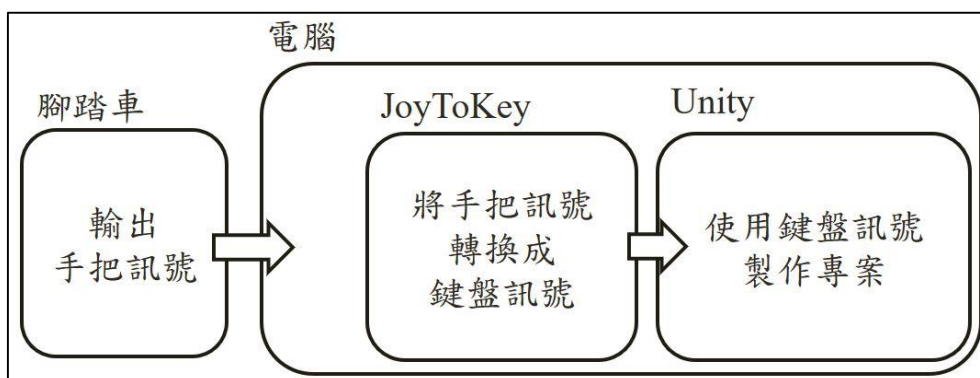 電腦
腳踏車
輸出
手把訊號
JoyToKey
將手把訊號
轉換成
鍵盤訊號
Unity
使用鍵盤訊號
製作專案